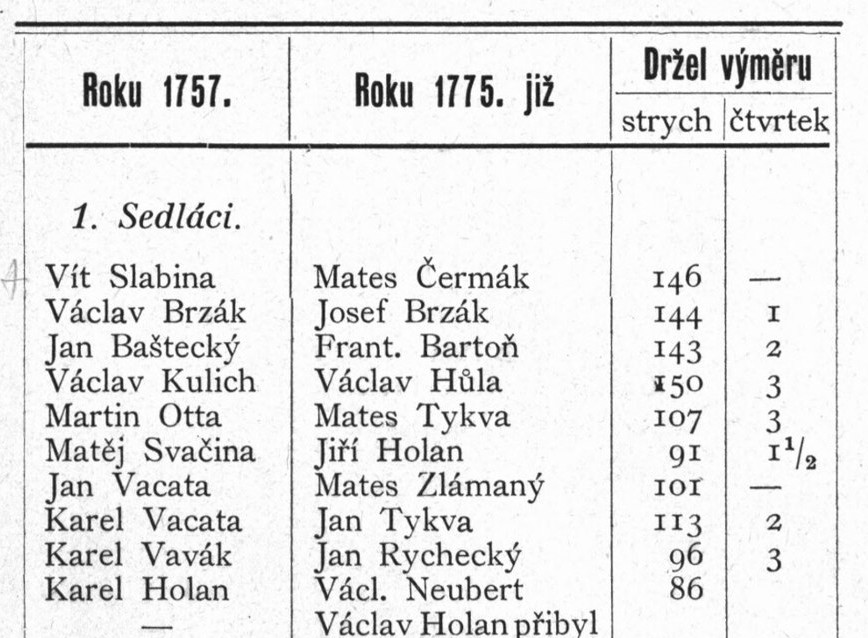 Roku 1757. Roku 1775. již Držel výměru
strych čtvrtek
1. Sedláci.
Vít Slabina Mates Čermák 146 —
Václav Brzák Josef Brzák 144 1
Jan Baštecký Frant. Bartoň 143 2
Václav Kulich Václav Hůla 150 3
Martin Otta Mates Tykva 107 3
Matěj Svačina Jiří Holan 91 1 1/2
Jan Vacata Mates Zlámaný 101 —
Karel Vacata Jan Tykva 113 2
Karel Vavák Jan Rychecký 96 3
Karel Holan Václ. Neubert 86
— Václav Holan přibyl